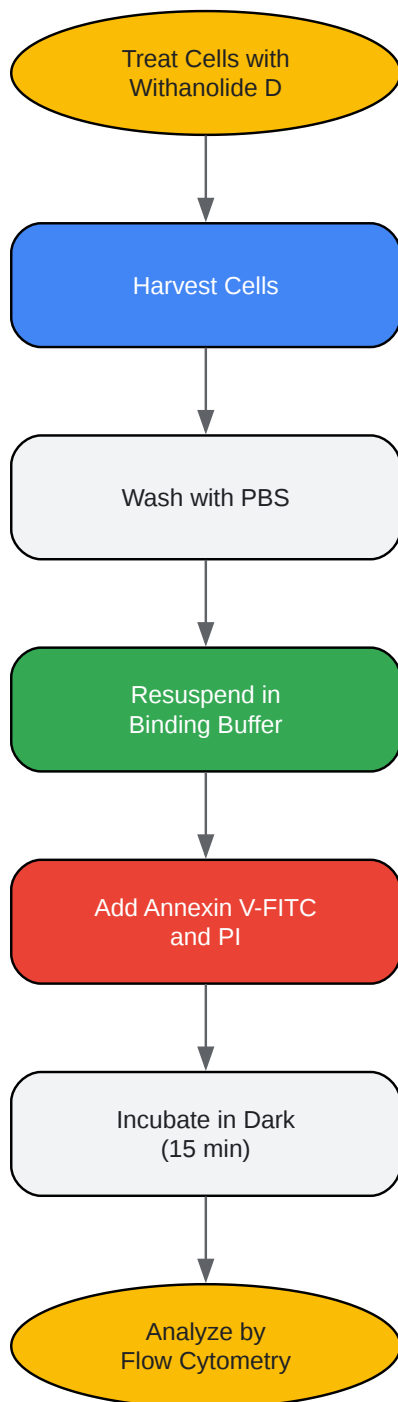 Treat Cells with
Withanolide D
Harvest Cells
Wash with PBS
Resuspend in
Binding Buffer
Add Annexin V-FITC
and PI
Incubate in Dark
(15 min)
Analyze by
Flow Cytometry